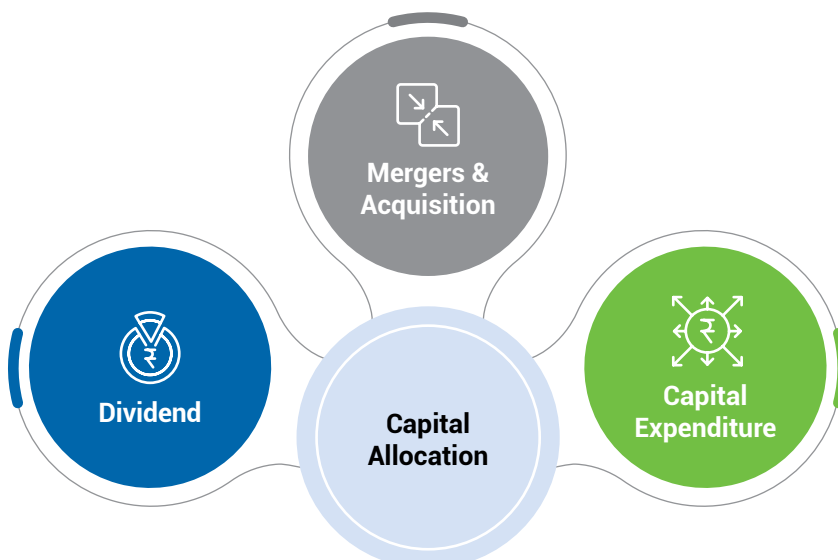 Mergers &
Acquisition
₹
Dividend
₹
Capital
Expenditure
Capital
Allocation